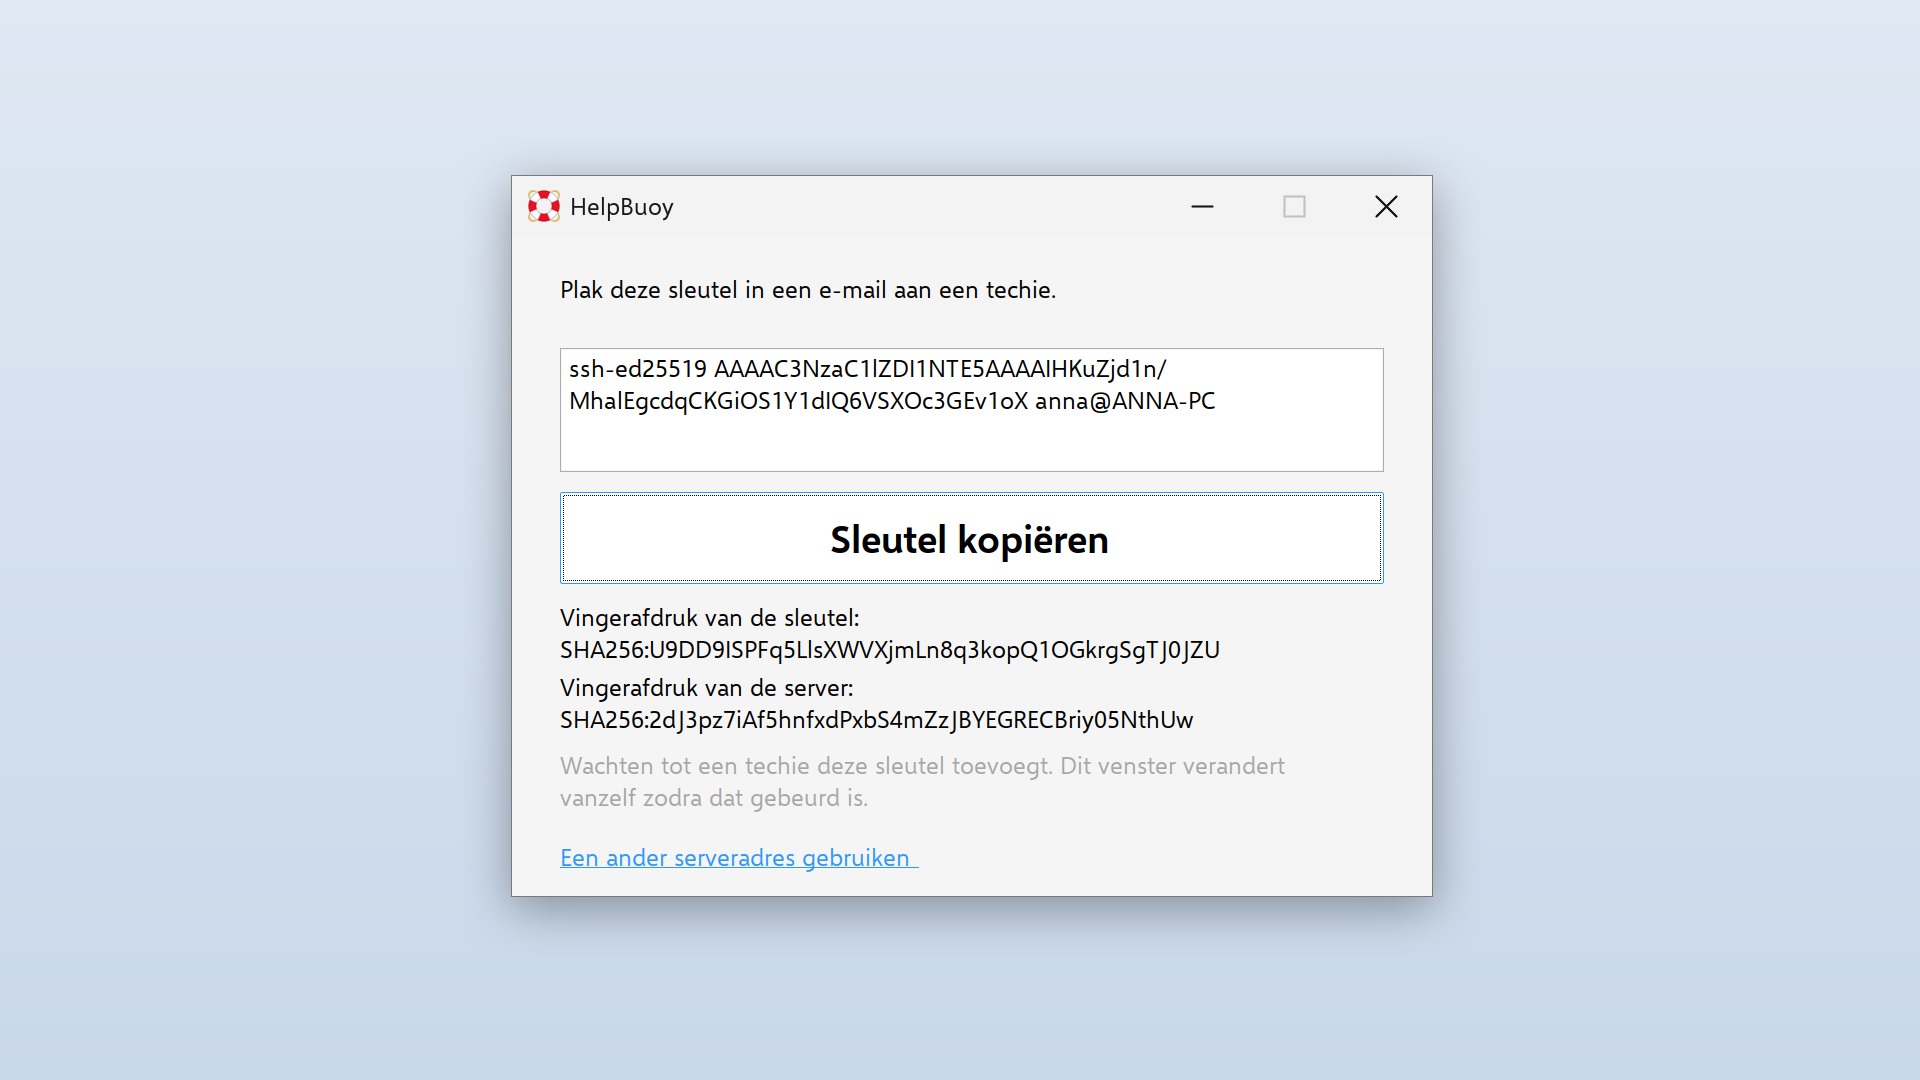 HelpBuoy
Plak deze sleutel in een e-mail aan een techie.
ssh-ed25519 AAAAC3NzaC1lZDI1NTE5AAAAIHKuZjd1n/
MhalEgcdqCKGiOS1Y1dIQ6VSXOc3GEv1oX anna@ANNA-PC
Sleutel kopiëren
Vingerafdruk van de sleutel:
SHA256:U9DD9ISPFq5LlsXWVXjmLn8q3kopQ1OGkrgSgTJ0JZU
Vingerafdruk van de server:
SHA256:2dJ3pz7iAf5hnfxdPxbS4mZzJBYEGRECBriy05NthUw
Wachten tot een techie deze sleutel toevoegt. Dit venster verandert
vanzelf zodra dat gebeurd is.
Een ander serveradres gebruiken